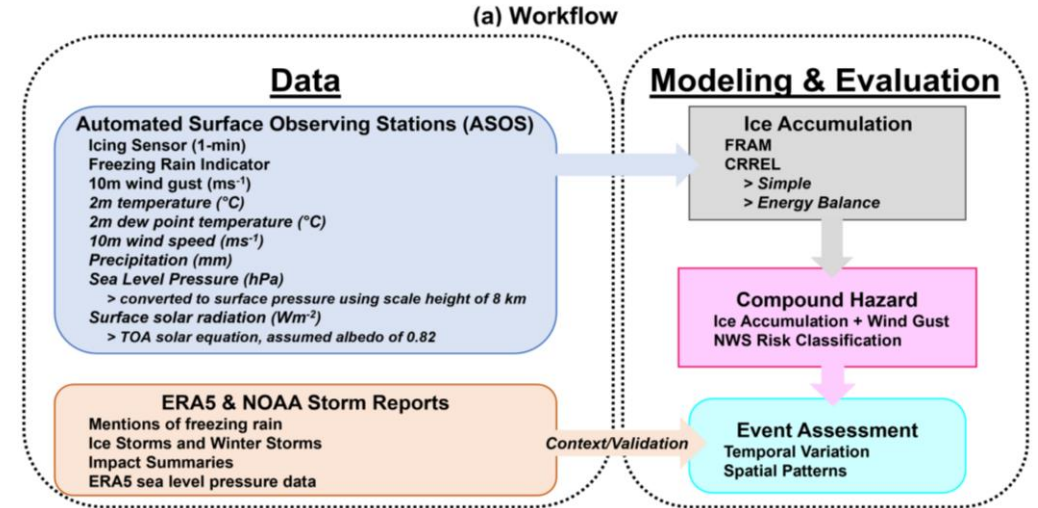 (a) Workflow
Data
Automated Surface Observing Stations (ASOS)
Icing Sensor (1-min)
Freezing Rain Indicator
10m wind gust (ms⁻¹)
2m temperature (°C)
2m dew point temperature (°C)
10m wind speed (ms⁻¹)
Precipitation (mm)
Sea Level Pressure (hPa)
> converted to surface pressure using scale height of 8 km
Surface solar radiation (Wm⁻²)
> TOA solar equation, assumed albedo of 0.82
ERA5 & NOAA Storm Reports
Mentions of freezing rain
Ice Storms and Winter Storms
Impact Summaries
ERA5 sea level pressure data
Context/Validation
Modeling & Evaluation
Ice Accumulation
FRAM
CRREL
> Simple
> Energy Balance
Compound Hazard
Ice Accumulation + Wind Gust
NWS Risk Classification
Event Assessment
Temporal Variation
Spatial Patterns